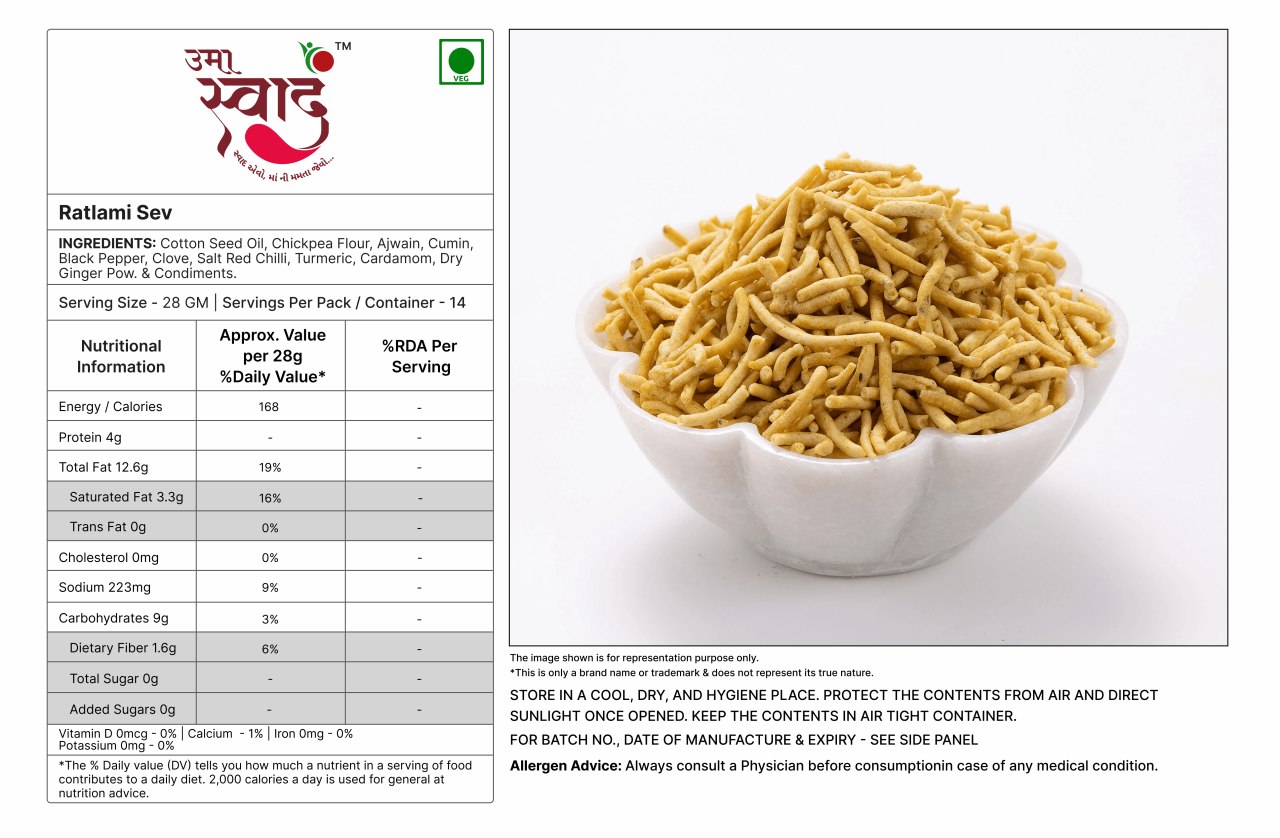 उमा
स्वाद
TM
સ્વાદ એવો, માં ની મમતા જેવો...
VEG
Ratlami Sev
INGREDIENTS: Cotton Seed Oil, Chickpea Flour, Ajwain, Cumin,
Black Pepper, Clove, Salt Red Chilli, Turmeric, Cardamom, Dry
Ginger Pow. & Condiments.
Serving Size - 28 GM | Servings Per Pack / Container - 14
Nutritional Information | Approx. Value per 28g %Daily Value* | %RDA Per Serving
Energy / Calories 168 -
Protein 4g - -
Total Fat 12.6g 19% -
Saturated Fat 3.3g 16% -
Trans Fat 0g 0% -
Cholesterol 0mg 0% -
Sodium 223mg 9% -
Carbohydrates 9g 3% -
Dietary Fiber 1.6g 6% -
Total Sugar 0g - -
Added Sugars 0g - -
Vitamin D 0mcg - 0% | Calcium - 1% | Iron 0mg - 0%
Potassium 0mg - 0%
*The % Daily value (DV) tells you how much a nutrient in a serving of food
contributes to a daily diet. 2,000 calories a day is used for general at
nutrition advice.
The image shown is for representation purpose only.
*This is only a brand name or trademark & does not represent its true nature.
STORE IN A COOL, DRY, AND HYGIENE PLACE. PROTECT THE CONTENTS FROM AIR AND DIRECT
SUNLIGHT ONCE OPENED. KEEP THE CONTENTS IN AIR TIGHT CONTAINER.
FOR BATCH NO., DATE OF MANUFACTURE & EXPIRY - SEE SIDE PANEL
Allergen Advice: Always consult a Physician before consumptionin case of any medical condition.